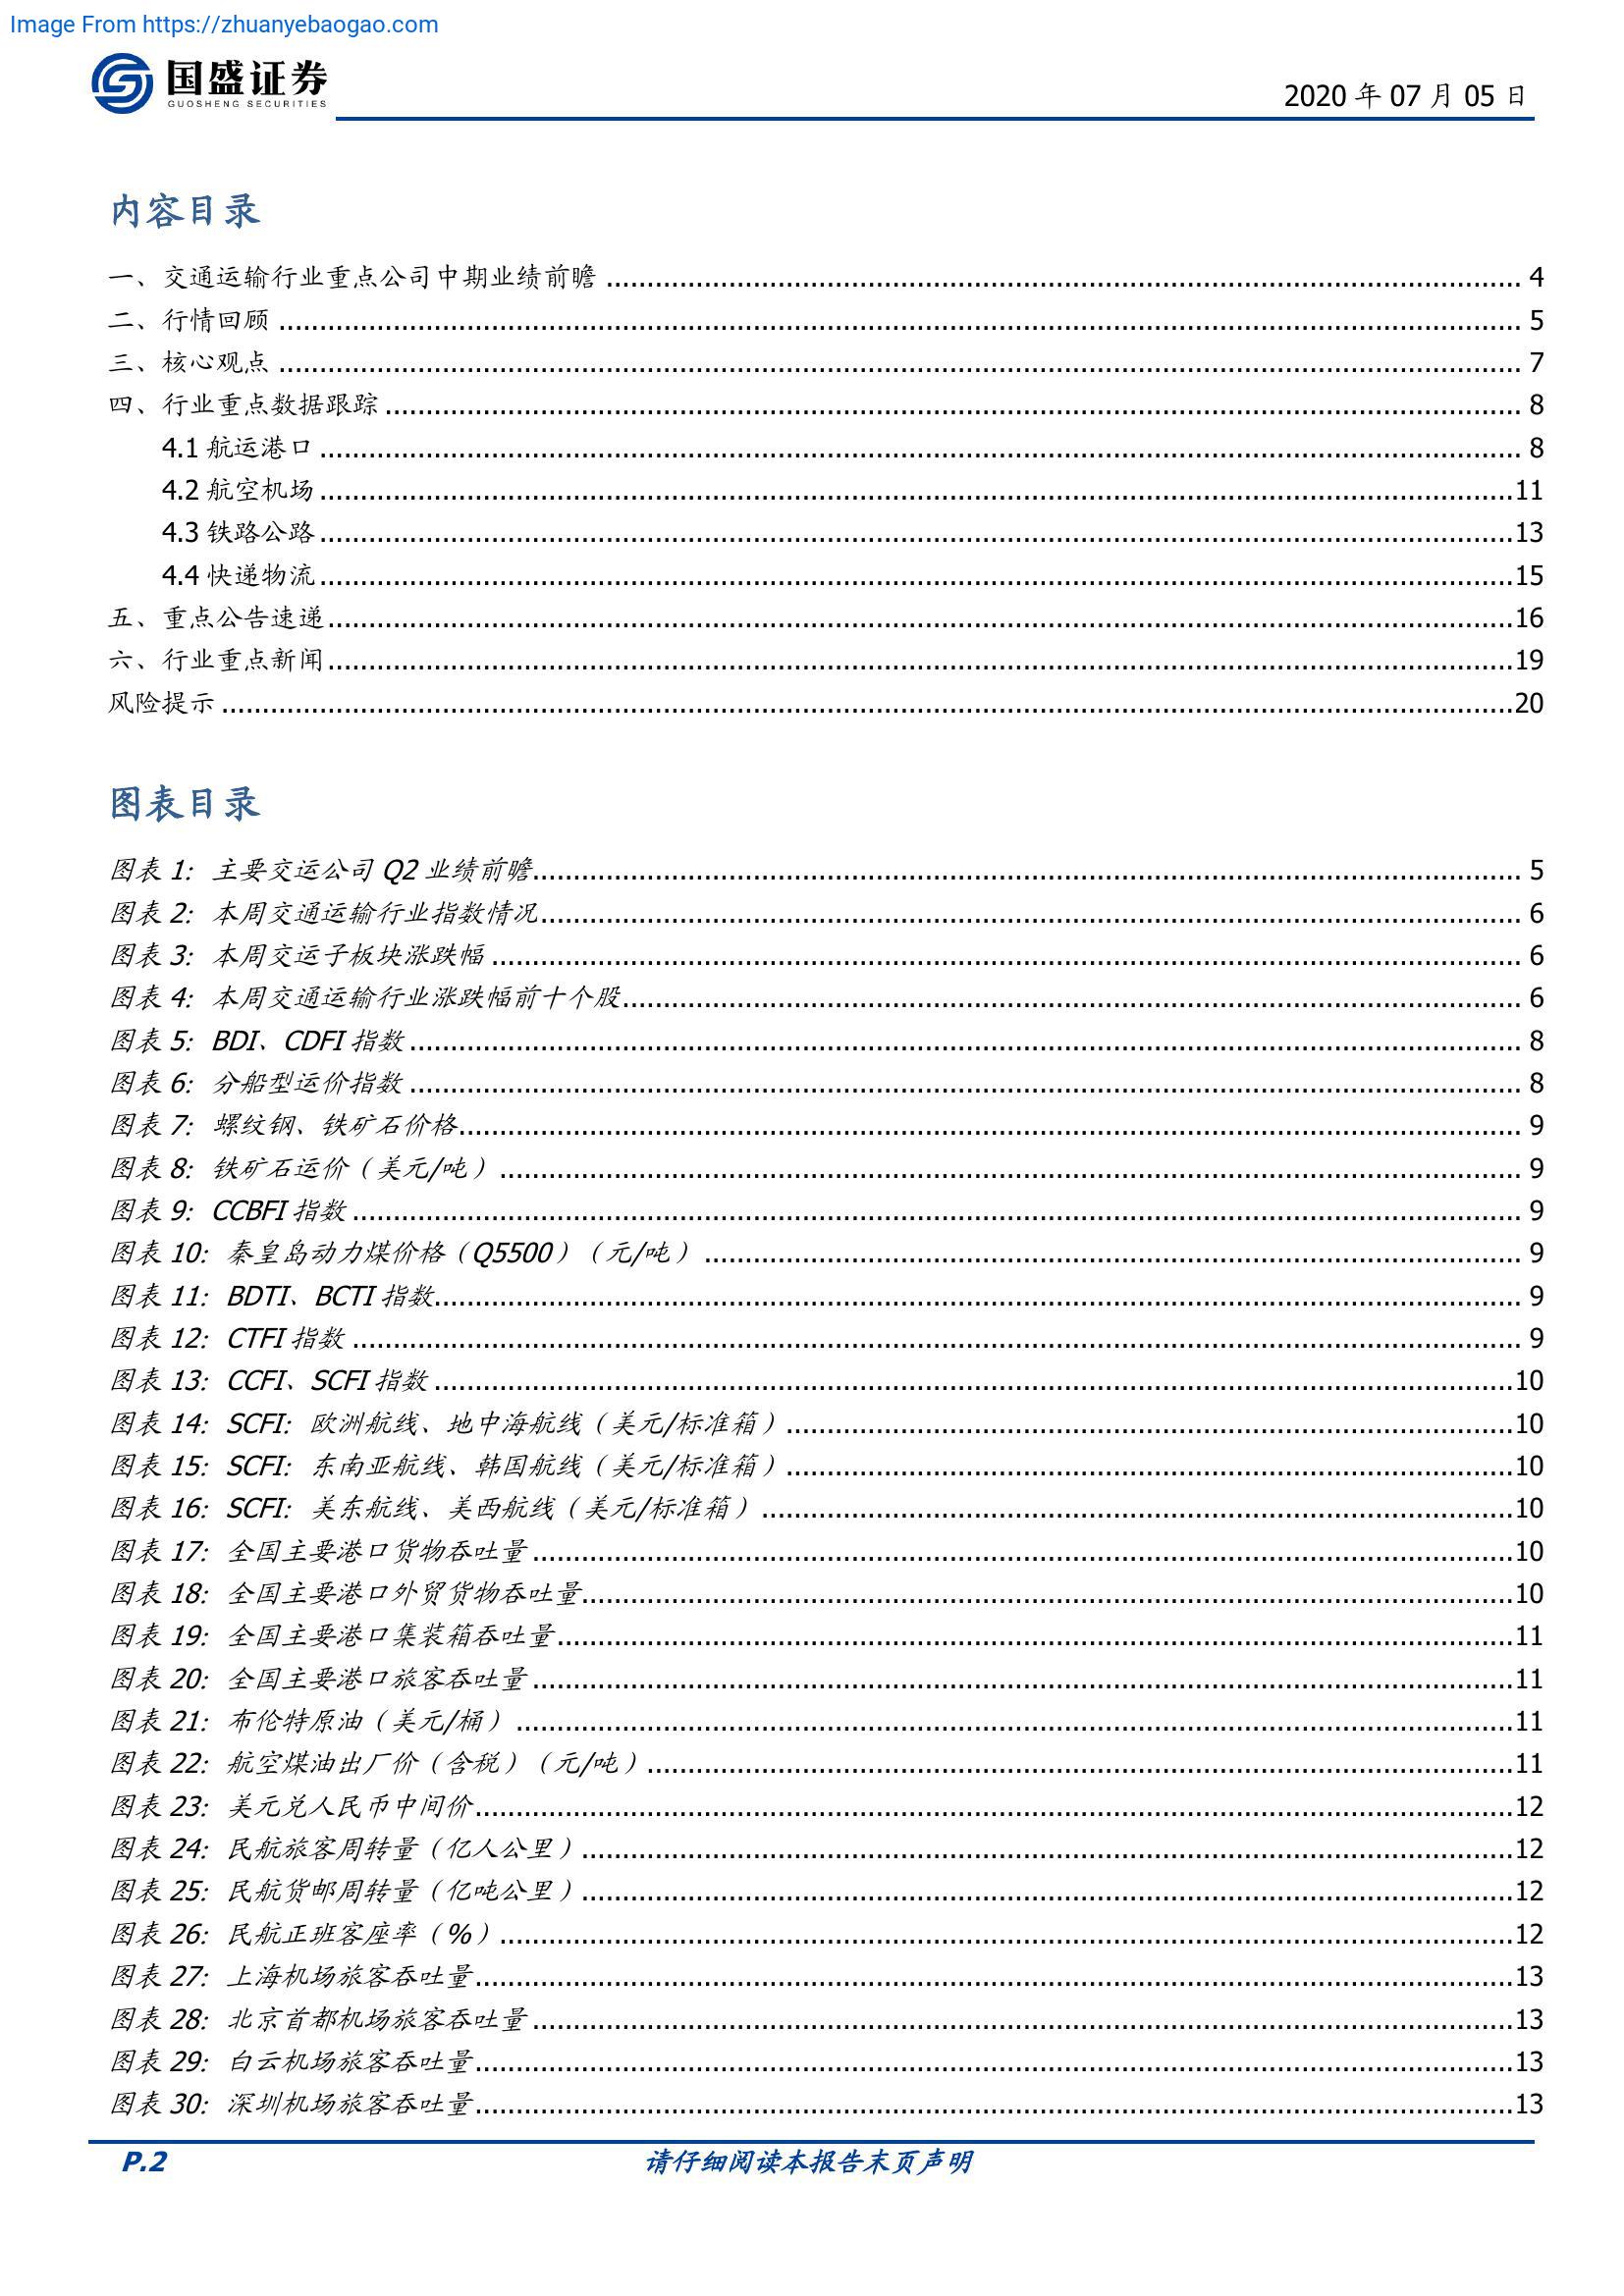 Image From https://zhuanyebaogao.com
国盛证券
GUOSHENG SECURITIES
2020 年 07 月 05 日
内容目录
一、交通运输行业重点公司中期业绩前瞻 4
二、行情回顾 5
三、核心观点 7
四、行业重点数据跟踪 8
4.1 航运港口 8
4.2 航空机场 11
4.3 铁路公路 13
4.4 快递物流 15
五、重点公告速递 16
六、行业重点新闻 19
风险提示 20
图表目录
图表 1: 主要交运公司 Q2 业绩前瞻 5
图表 2: 本周交通运输行业指数情况 6
图表 3: 本周交运子板块涨跌幅 6
图表 4: 本周交通运输行业涨跌幅前十个股 6
图表 5: BDI、CDFI 指数 8
图表 6: 分船型运价指数 8
图表 7: 螺纹钢、铁矿石价格 9
图表 8: 铁矿石运价（美元/吨） 9
图表 9: CCBFI 指数 9
图表 10: 秦皇岛动力煤价格（Q5500）（元/吨） 9
图表 11: BDTI、BCTI 指数 9
图表 12: CTFI 指数 9
图表 13: CCFI、SCFI 指数 10
图表 14: SCFI: 欧洲航线、地中海航线（美元/标准箱） 10
图表 15: SCFI: 东南亚航线、韩国航线（美元/标准箱） 10
图表 16: SCFI: 美东航线、美西航线（美元/标准箱） 10
图表 17: 全国主要港口货物吞吐量 10
图表 18: 全国主要港口外贸货物吞吐量 10
图表 19: 全国主要港口集装箱吞吐量 11
图表 20: 全国主要港口旅客吞吐量 11
图表 21: 布伦特原油（美元/桶） 11
图表 22: 航空煤油出厂价（含税）（元/吨） 11
图表 23: 美元兑人民币中间价 12
图表 24: 民航旅客周转量（亿人公里） 12
图表 25: 民航货邮周转量（亿吨公里） 12
图表 26: 民航正班客座率（%） 12
图表 27: 上海机场旅客吞吐量 13
图表 28: 北京首都机场旅客吞吐量 13
图表 29: 白云机场旅客吞吐量 13
图表 30: 深圳机场旅客吞吐量 13
P.2 请仔细阅读本报告末页声明